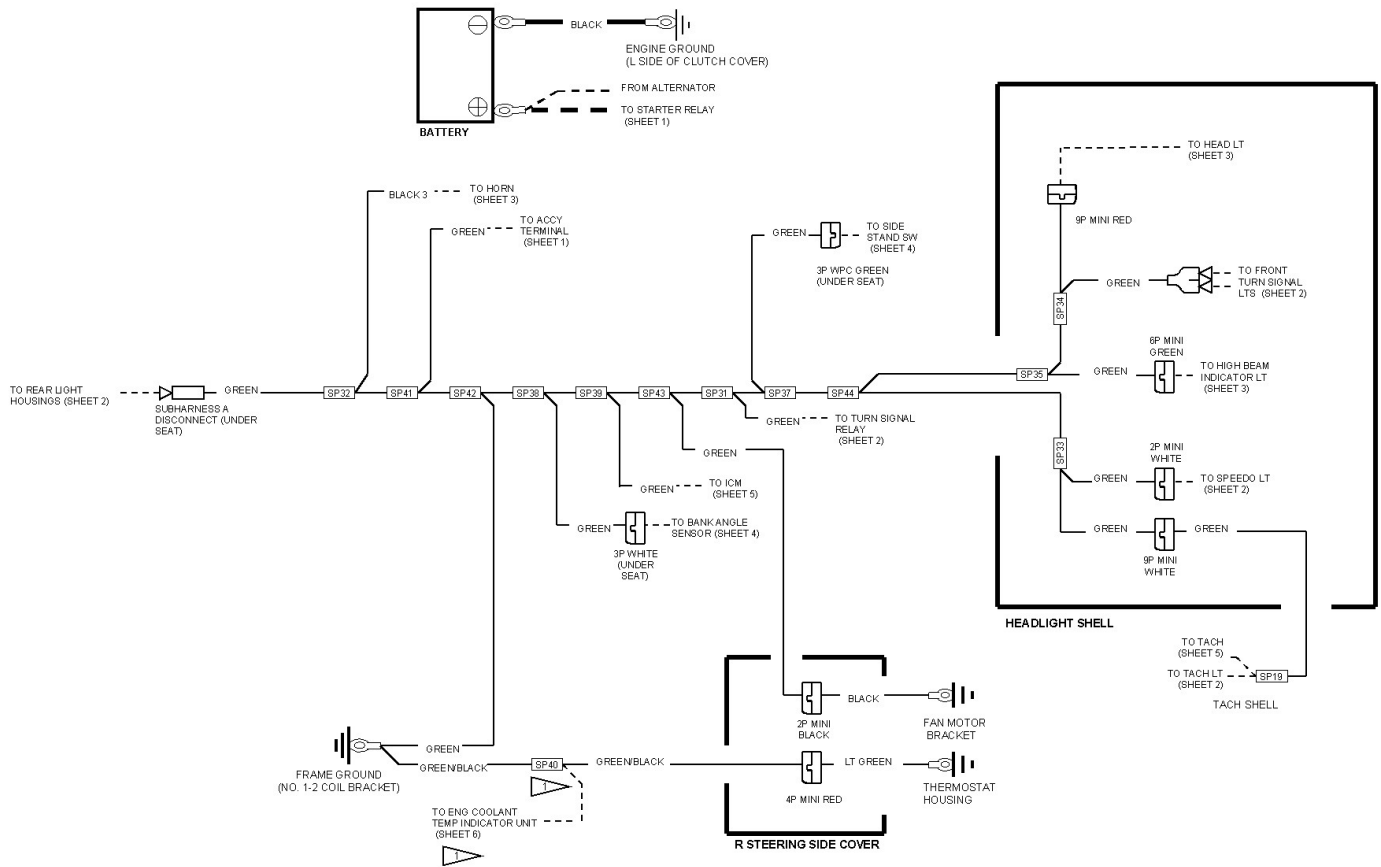 BLACK
ENGINE GROUND
(L SIDE OF CLUTCH COVER)
FROM ALTERNATOR
TO STARTER RELAY
(SHEET 1)
BATTERY
TO HEAD LT
(SHEET 3)
9P MINI RED
BLACK 3
TO HORN
(SHEET 3)
GREEN
TO ACCY
TERMINAL
(SHEET 1)
GREEN
TO SIDE
STAND SW
(SHEET 4)
3P WPC GREEN
(UNDER SEAT)
GREEN
TO FRONT
TURN SIGNAL
LTS (SHEET 2)
SP34
6P MINI
GREEN
SP35
GREEN
TO HIGH BEAM
INDICATOR LT
(SHEET 3)
TO REAR LIGHT
HOUSINGS (SHEET 2)
SUBHARNESS A
DISCONNECT (UNDER
SEAT)
GREEN
SP32
SP41
SP42
SP38
SP39
SP43
SP31
SP37
SP44
GREEN
TO TURN SIGNAL
RELAY
(SHEET 2)
SP33
2P MINI
WHITE
GREEN
TO SPEEDO LT
(SHEET 2)
GREEN
GREEN
9P MINI
WHITE
GREEN
GREEN
TO ICM
(SHEET 5)
GREEN
TO BANK ANGLE
SENSOR (SHEET 4)
3P WHITE
(UNDER
SEAT)
HEADLIGHT SHELL
TO TACH
(SHEET 5)
TO TACH LT
(SHEET 2)
SP19
TACH SHELL
BLACK
2P MINI
BLACK
FAN MOTOR
BRACKET
GREEN
GREEN/BLACK
SP40
GREEN/BLACK
LT GREEN
4P MINI RED
THERMOSTAT
HOUSING
FRAME GROUND
(NO. 1-2 COIL BRACKET)
1
TO ENG COOLANT
TEMP INDICATOR UNIT
(SHEET 6)
1
R STEERING SIDE COVER